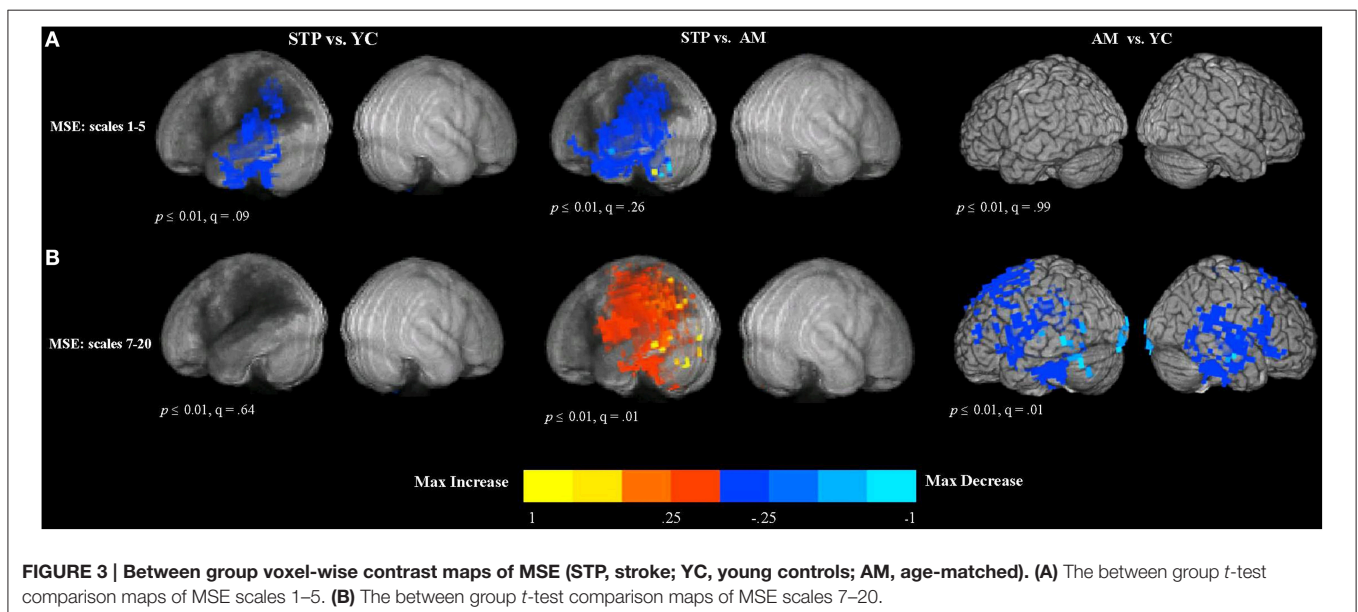 A
STP vs. YC
STP vs. AM
AM vs. YC
MSE: scales 1-5
p ≤ 0.01, q = .09
p ≤ 0.01, q = .26
p ≤ 0.01, q = .99
B
MSE: scales 7-20
p ≤ 0.01, q = .64
p ≤ 0.01, q = .01
p ≤ 0.01, q = .01
Max Increase
Max Decrease
1 .25 -.25 -1
FIGURE 3 | Between group voxel-wise contrast maps of MSE (STP, stroke; YC, young controls; AM, age-matched). (A) The between group t-test
comparison maps of MSE scales 1–5. (B) The between group t-test comparison maps of MSE scales 7–20.